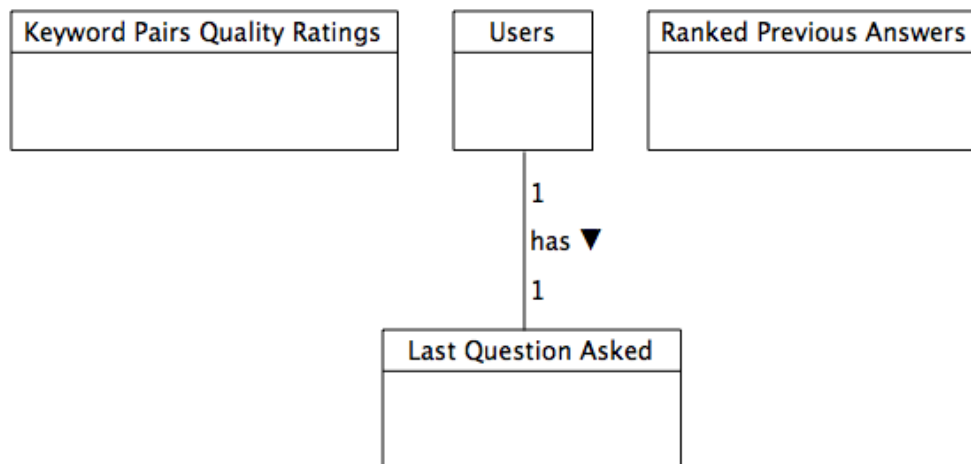 Keyword Pairs Quality Ratings
Users
Ranked Previous Answers
1
has ▼
1
Last Question Asked